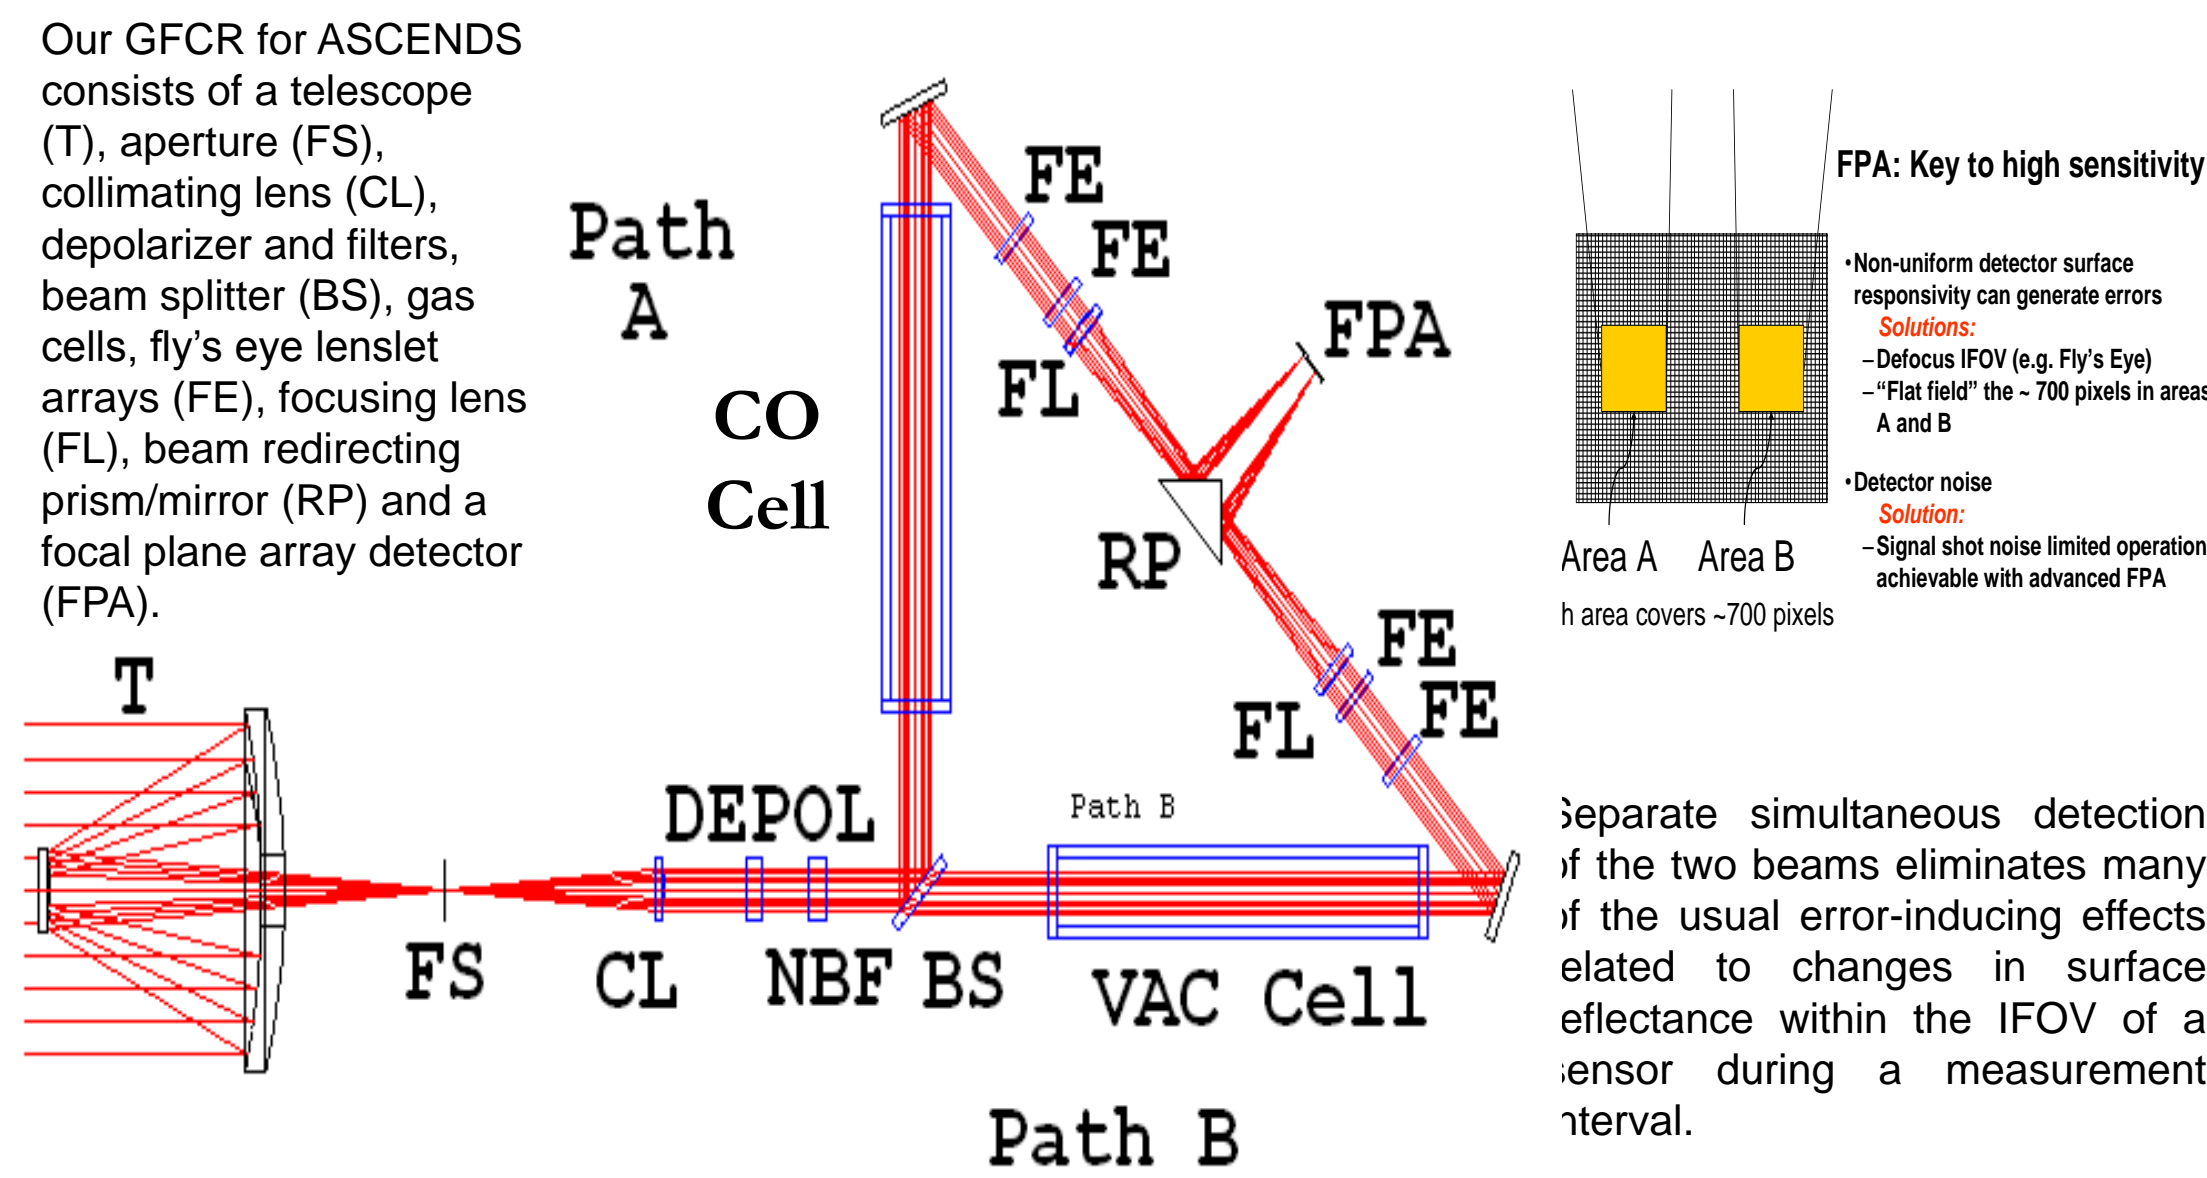 Our GFCR for ASCENDS
consists of a telescope
(T), aperture (FS),
collimating lens (CL),
depolarizer and filters,
beam splitter (BS), gas
cells, fly's eye lenslet
arrays (FE), focusing lens
(FL), beam redirecting
prism/mirror (RP) and a
focal plane array detector
(FPA).
T
Path
A
CO
Cell
FE
FE
FL
FPA
RP
FE
FE
FL
DEPOL
Path B
FS
CL
NBF
BS
VAC Cell
Path B
FPA: Key to high sensitivity
•Non-uniform detector surface
responsivity can generate errors
Solutions:
–Defocus IFOV (e.g. Fly's Eye)
–"Flat field" the ~ 700 pixels in areas
A and B
•Detector noise
Solution:
–Signal shot noise limited operation
achievable with advanced FPA
Area A
Area B
h area covers ~700 pixels
Separate simultaneous detection
of the two beams eliminates many
of the usual error-inducing effects
elated to changes in surface
eflectance within the IFOV of a
sensor during a measurement
nterval.